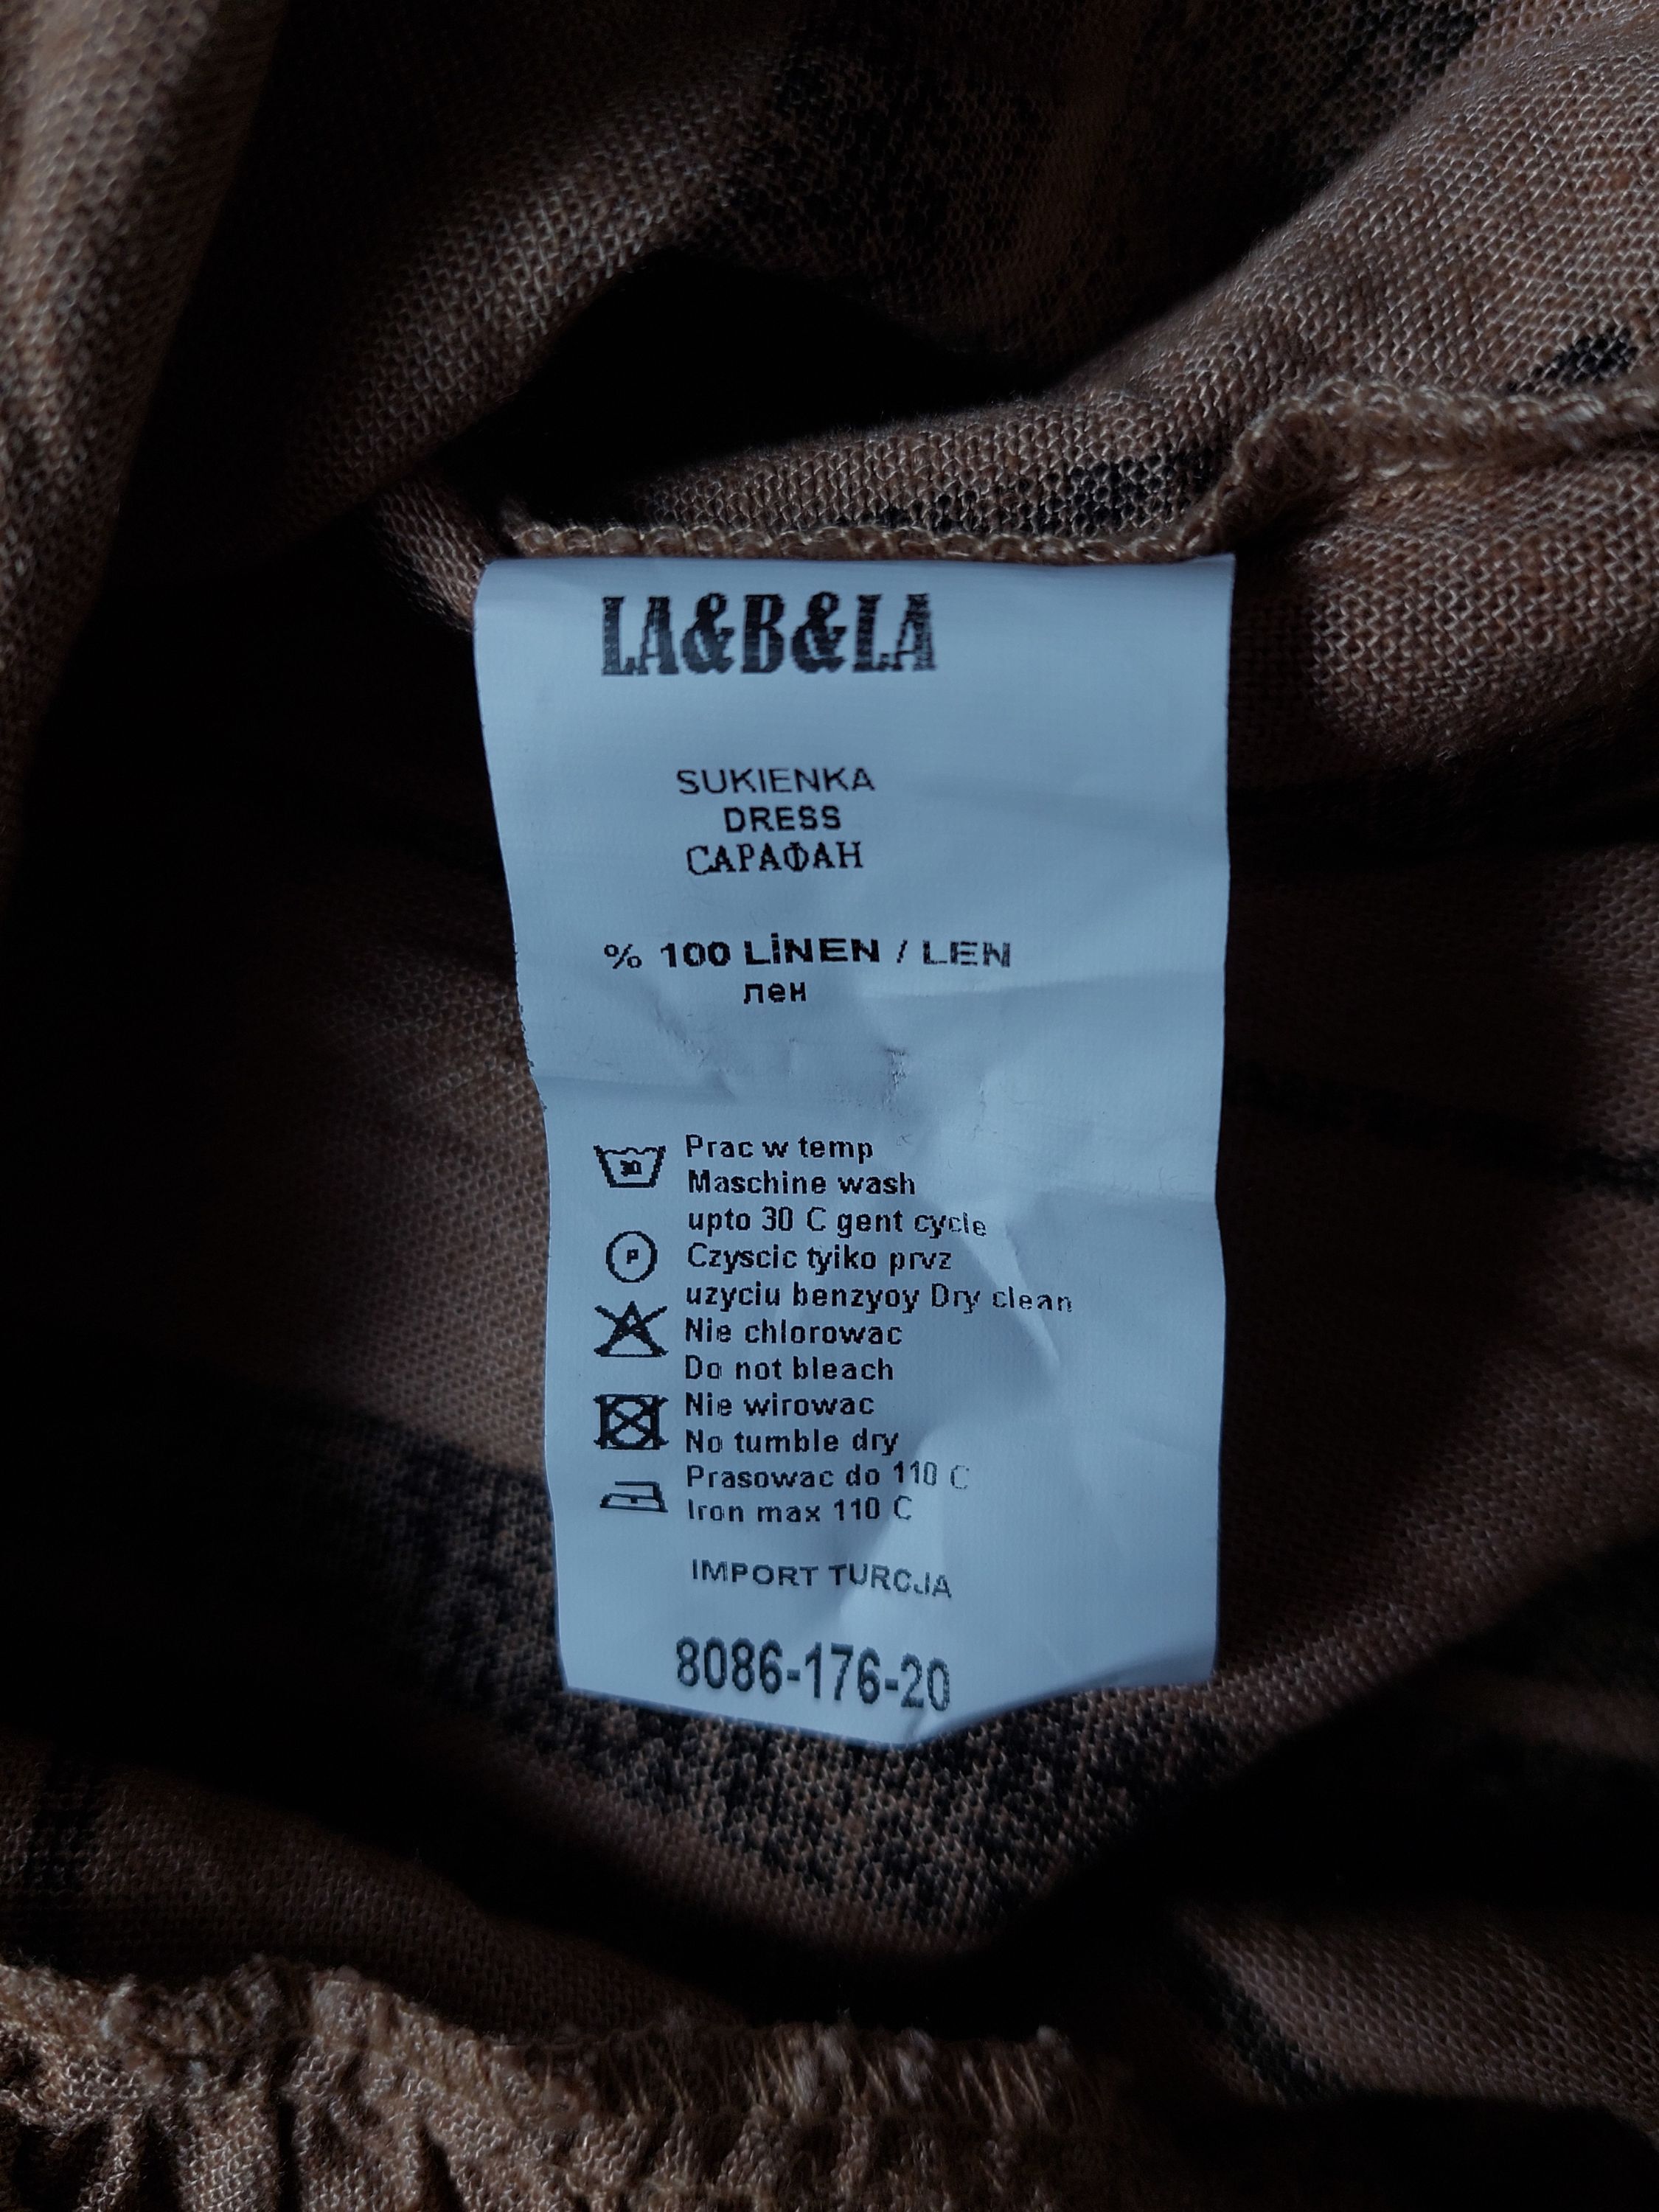 LA&B&LA
SUKIENKA
DRESS
САРАФАН
% 100 LİNEN / LEN
лен
30
Prac w temp
Maschine wash
upto 30 C gent cycle
P
Czyscic tyiko prvz
uzyciu benzyoy Dry clean
Nie chlorowac
Do not bleach
Nie wirowac
No tumble dry
Prasowac do 110 C
Iron max 110 C
IMPORT TURCJA
8086-176-20